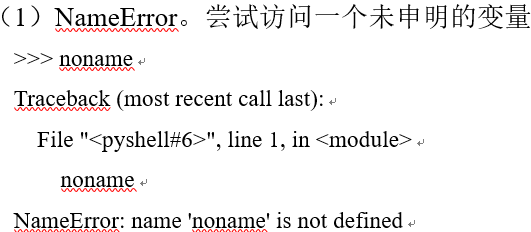 （1）NameError。尝试访问一个未申明的变量
>>> noname
Traceback (most recent call last):
File "<pyshell#6>", line 1, in <module>
noname
NameError: name 'noname' is not defined